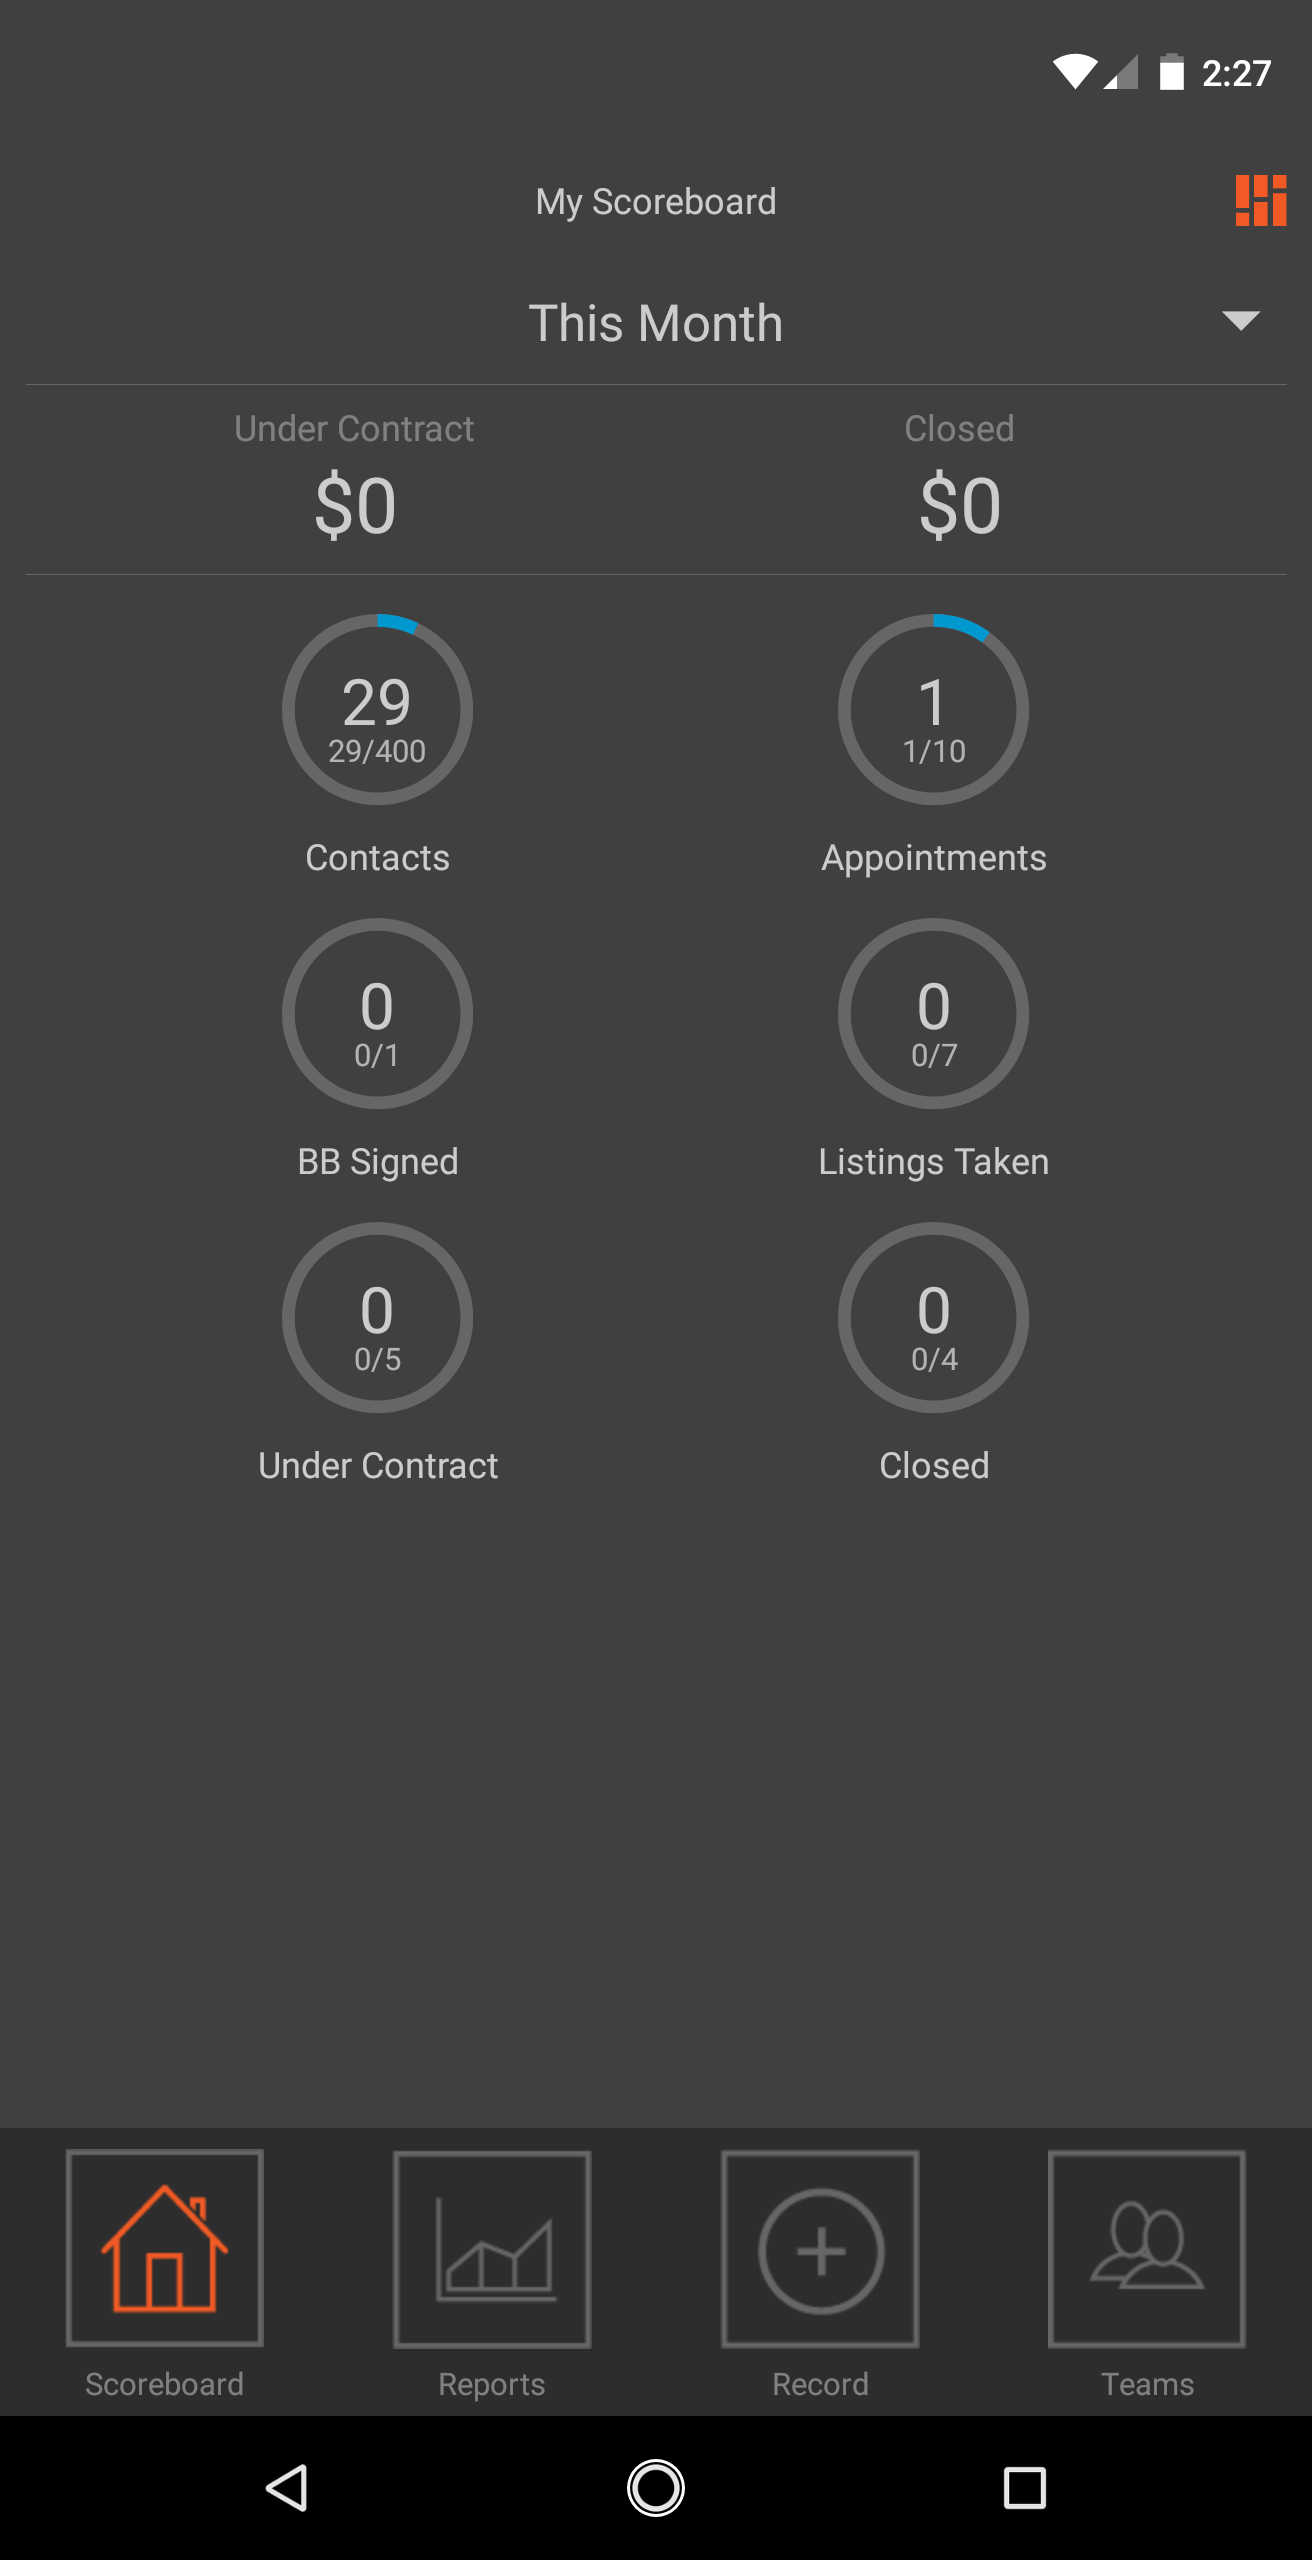 2:27
My Scoreboard
This Month
Under Contract
Closed
$0
$0
29
29/400
1
1/10
Contacts
Appointments
0
0/1
0
0/7
BB Signed
Listings Taken
0
0/5
0
0/4
Under Contract
Closed
Scoreboard
Reports
Record
Teams